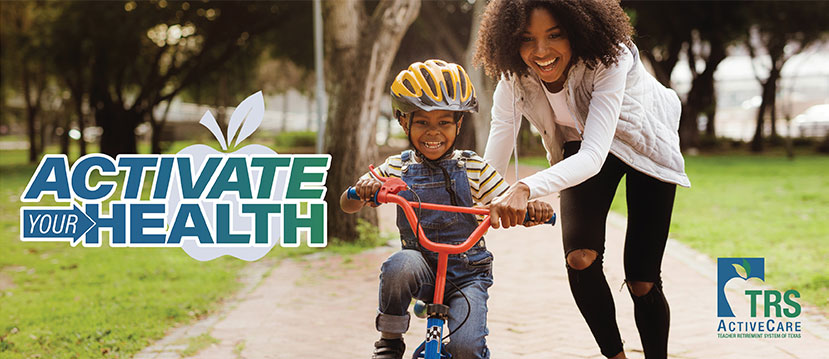 ACTIVATE
YOUR HEALTH
TRS
ACTIVECARE
TEACHER RETIREMENT SYSTEM OF TEXAS